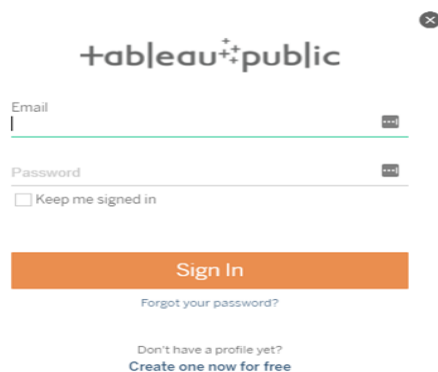 tableau public
Email
Password
Keep me signed in
Sign In
Forgot your password?
Don't have a profile yet?
Create one now for free